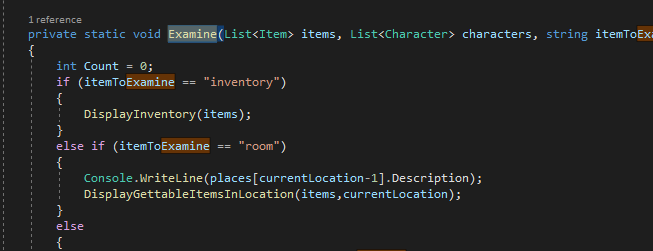 1 reference
private static void Examine(List<Item> items, List<Character> characters, string itemToExa
{
int Count = 0;
if (itemToExamine == "inventory")
{
DisplayInventory(items);
}
else if (itemToExamine == "room")
{
Console.WriteLine(places[currentLocation-1].Description);
DisplayGettableItemsInLocation(items,currentLocation);
}
else
{